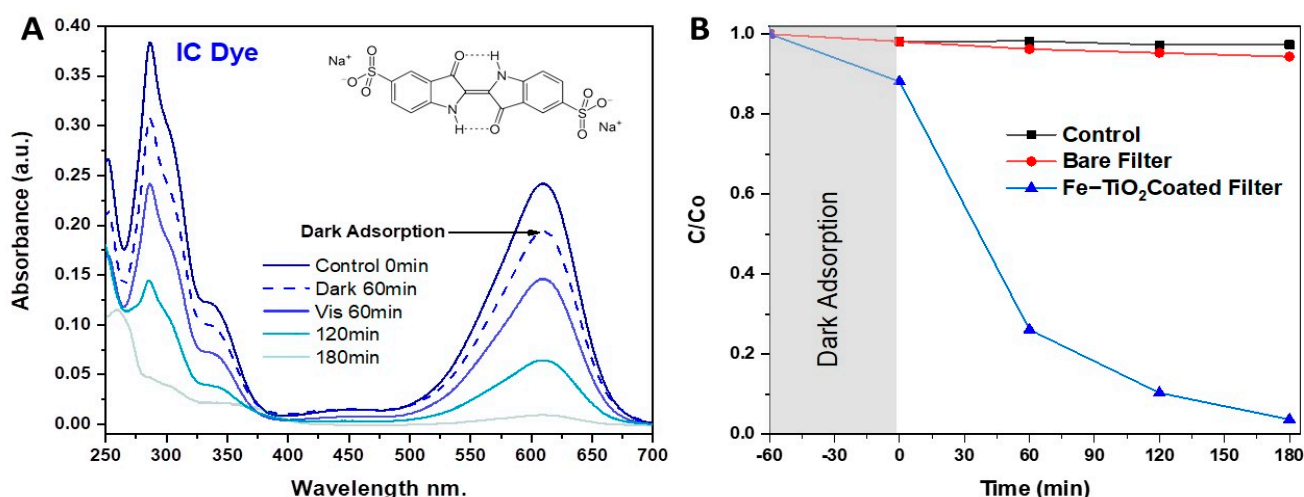 A
IC Dye
Na⁺
O
H
N
O
S
⁻O
O
O
S
O⁻
O
N
H
O
Na⁺
Dark Adsorption
Control 0min
Dark 60min
Vis 60min
120min
180min
0.40
0.35
0.30
0.25
0.20
0.15
0.10
0.05
0.00
Absorbance (a.u.)
250 300 350 400 450 500 550 600 650 700
Wavelength nm.
B
Control
Bare Filter
Fe−TiO₂Coated Filter
Dark Adsorption
1.0
0.8
0.6
0.4
0.2
0.0
C/Co
-60 -30 0 30 60 90 120 150 180
Time (min)